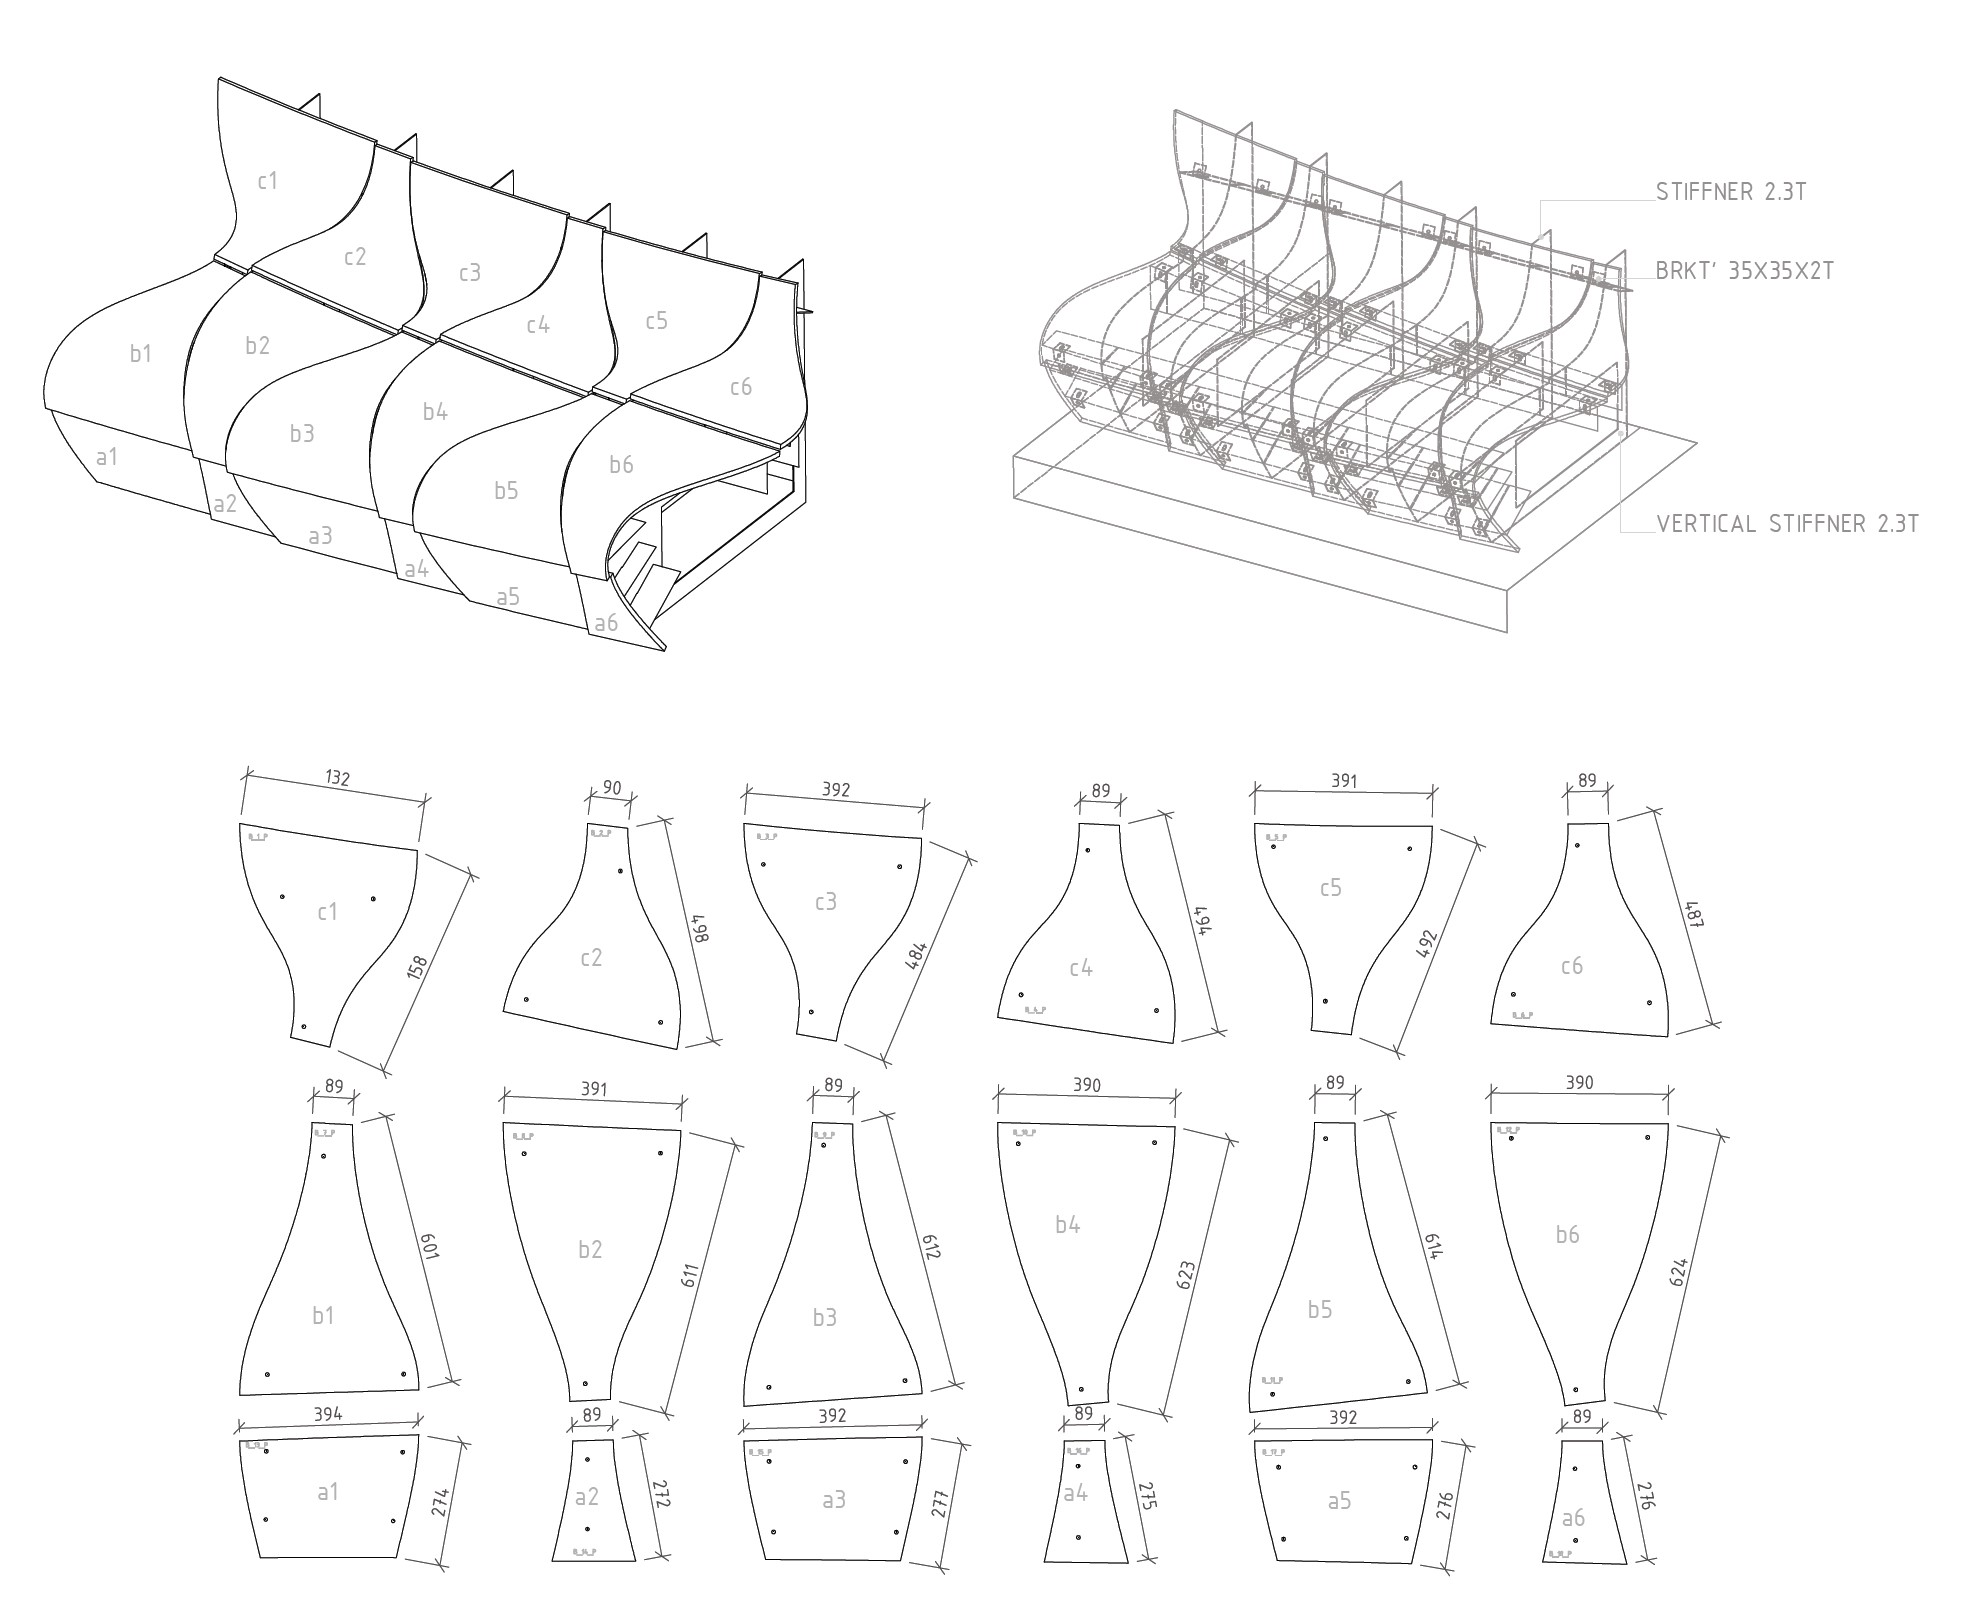 c1
c2
c3
c4
c5
c6
b1
b2
b3
b4
b5
b6
a1
a2
a3
a4
a5
a6
STIFFNER 2.3T
BRKT' 35X35X2T
VERTICAL STIFFNER 2.3T
132
90
392
89
391
89
c1
c2
c3
c4
c5
c6
158
498
484
494
492
487
89
391
89
390
89
390
b1
b2
b3
b4
b5
b6
601
611
612
623
614
624
394
89
392
89
392
89
a1
a2
a3
a4
a5
a6
274
272
277
275
276
276